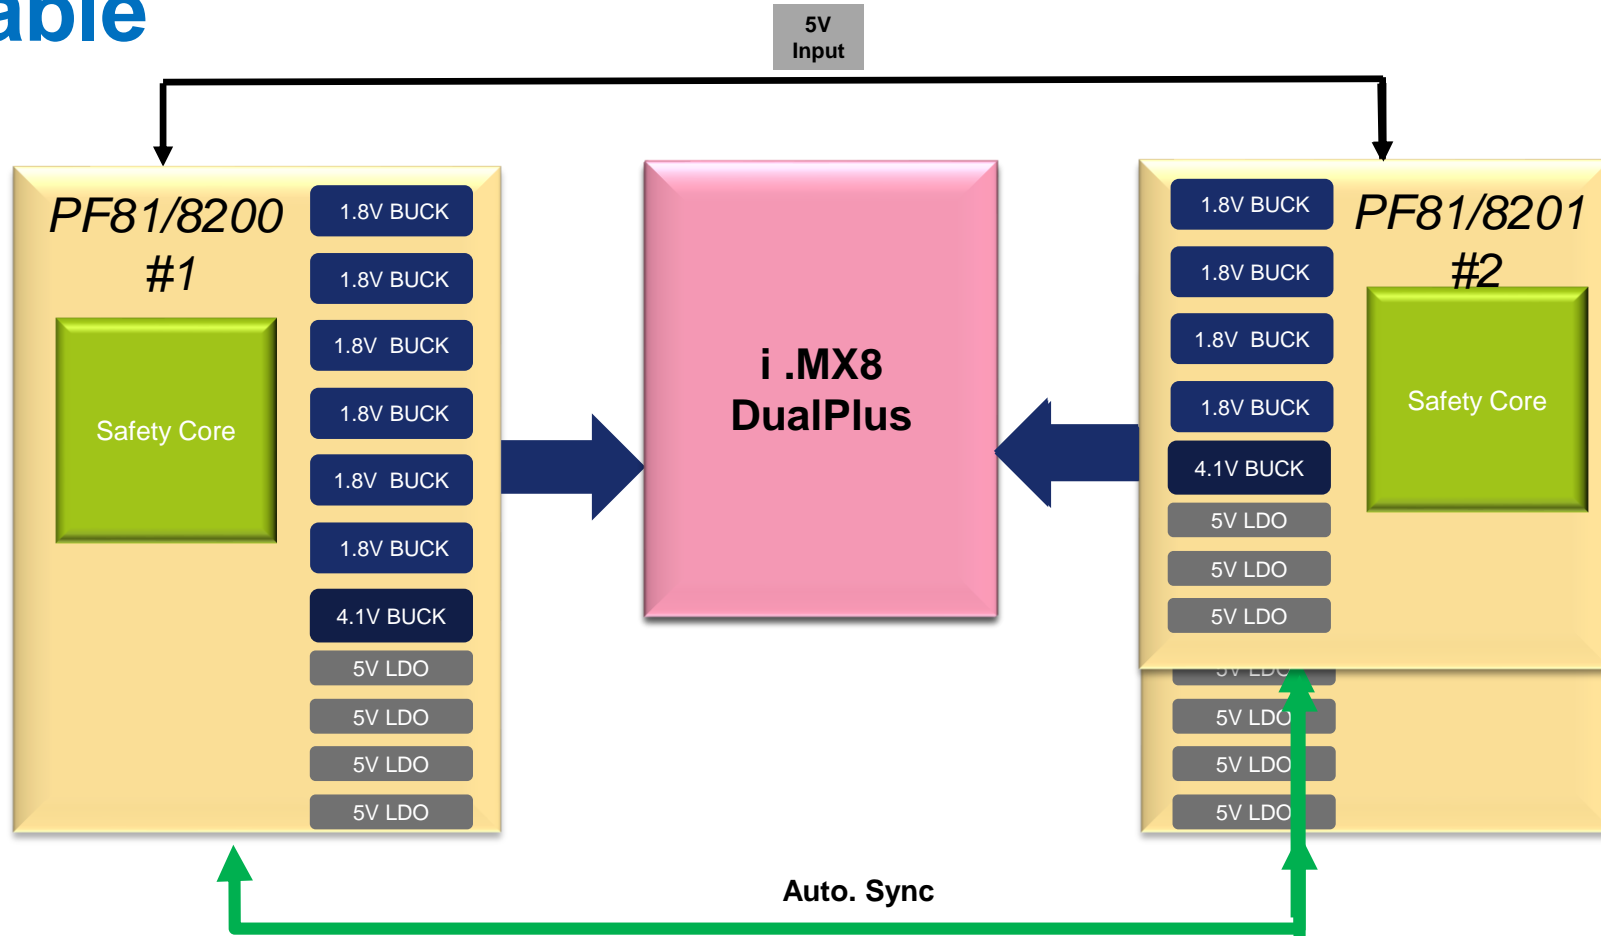 able
5V
Input
PF81/8200
#1
Safety Core
1.8V BUCK
1.8V BUCK
1.8V  BUCK
1.8V BUCK
1.8V  BUCK
1.8V BUCK
4.1V BUCK
5V LDO
5V LDO
5V LDO
5V LDO
i .MX8
DualPlus
1.8V BUCK
1.8V BUCK
1.8V  BUCK
1.8V BUCK
4.1V BUCK
5V LDO
5V LDO
5V LDO
PF81/8201
#2
Safety Core
5V LDO
5V LDO
5V LDO
5V LDO
Auto. Sync